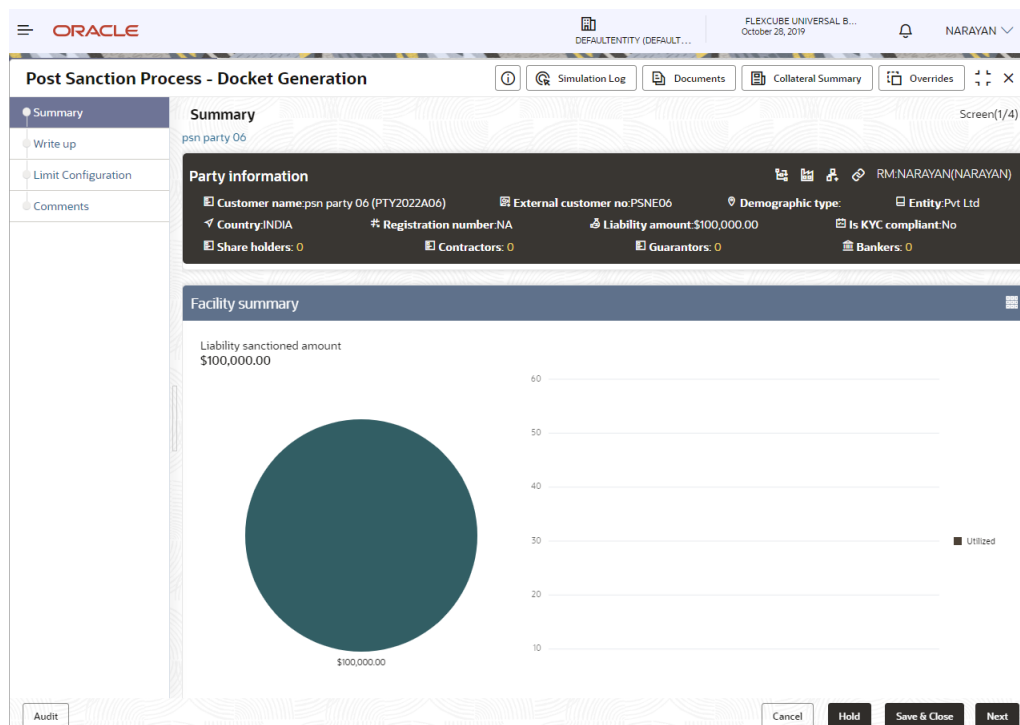 ORACLE
DEFAULTENTITY (DEFAULT...
FLEXCUBE UNIVERSAL B...
October 28, 2019
NARAYAN
Post Sanction Process - Docket Generation
Simulation Log
Documents
Collateral Summary
Overrides
Summary
Write up
Limit Configuration
Comments
Summary
Screen(1/4)
psn party 06
Party information
RM:NARAYAN(NARAYAN)
Customer name:psn party 06 (PTY2022A06) External customer no:PSNE06 Demographic type: Entity:Pvt Ltd
Country:INDIA Registration number:NA Liability amount:$100,000.00 Is KYC compliant:No
Share holders: 0 Contractors: 0 Guarantors: 0 Bankers: 0
Facility summary
Liability sanctioned amount
$100,000.00
60
50
40
30
20
10
Utilized
$100,000.00
Audit
Cancel
Hold
Save & Close
Next